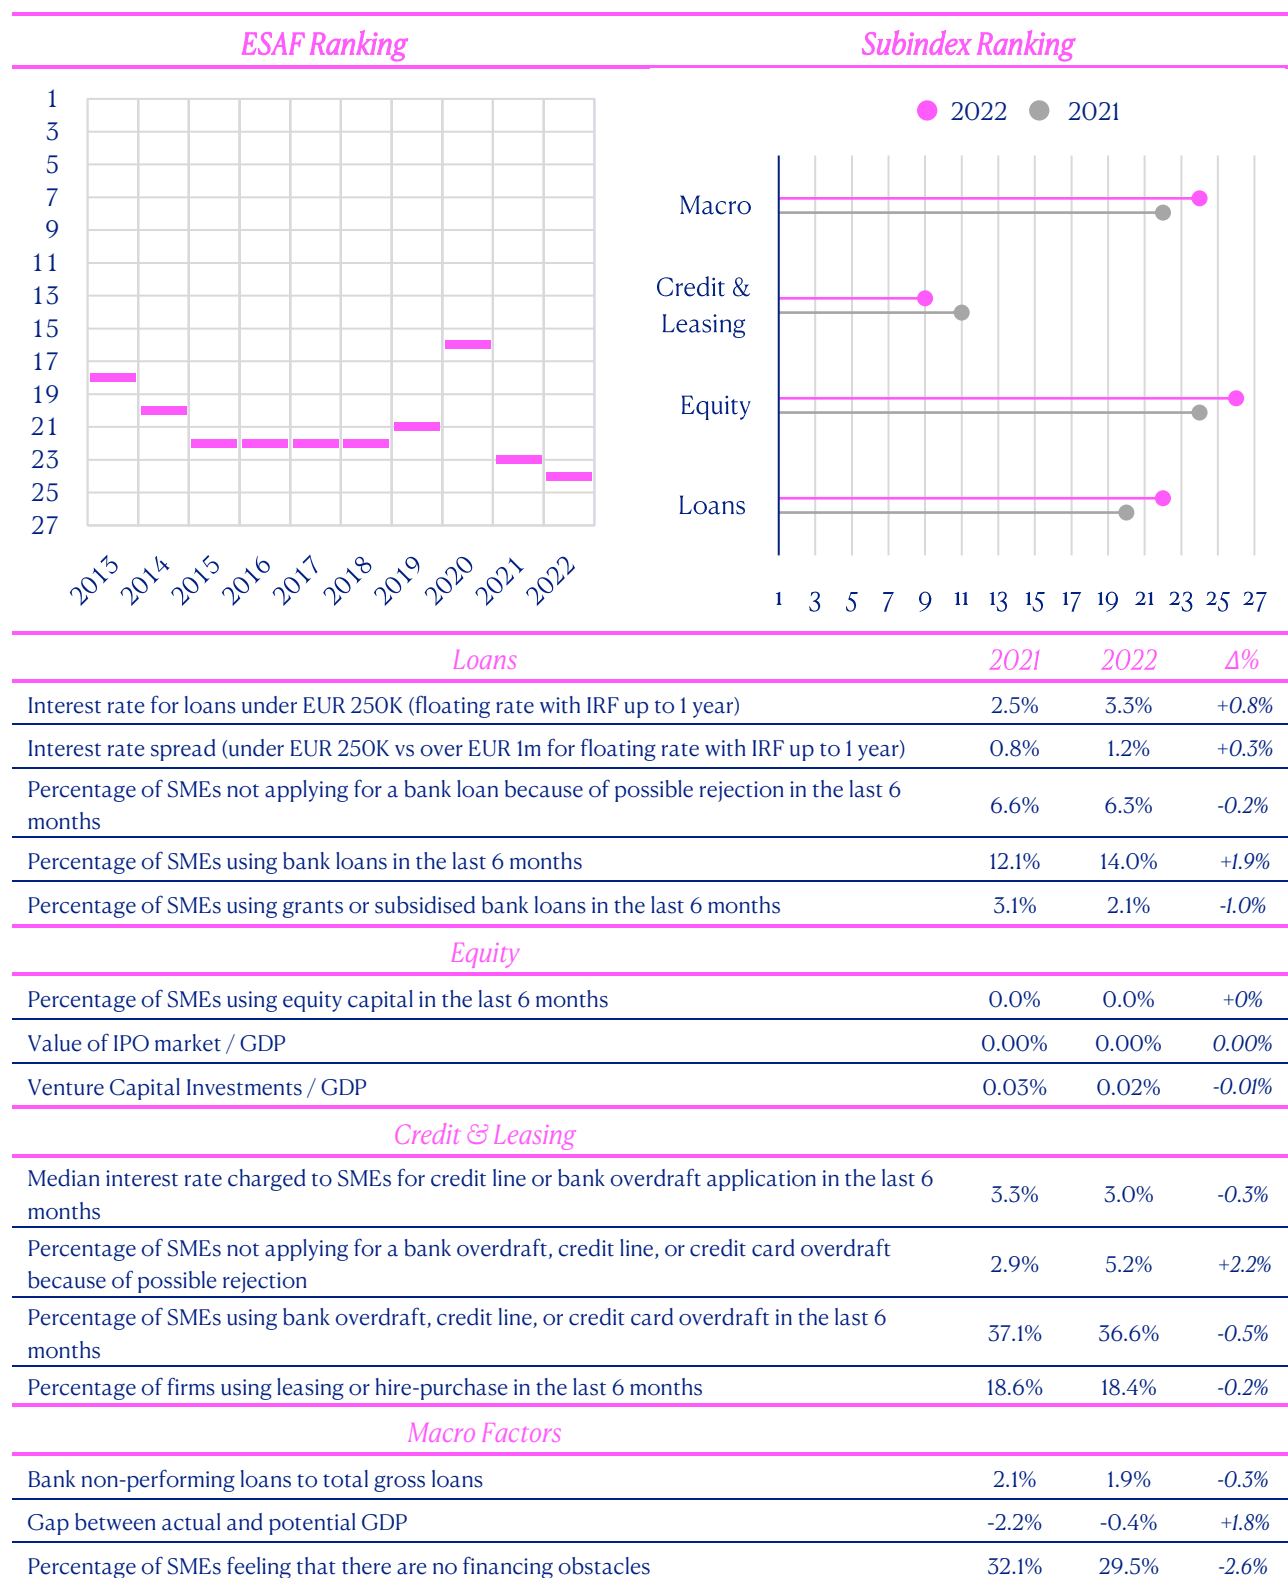 ESAF Ranking
Subindex Ranking
1
3
5
7
9
11
13
15
17
19
21
23
25
27
2013 2014 2015 2016 2017 2018 2019 2020 2021 2022
2022 2021
Macro
Credit &
Leasing
Equity
Loans
1 3 5 7 9 11 13 15 17 19 21 23 25 27
Loans 2021 2022 Δ%
Interest rate for loans under EUR 250K (floating rate with IRF up to 1 year) 2.5% 3.3% +0.8%
Interest rate spread (under EUR 250K vs over EUR 1m for floating rate with IRF up to 1 year) 0.8% 1.2% +0.3%
Percentage of SMEs not applying for a bank loan because of possible rejection in the last 6
months 6.6% 6.3% -0.2%
Percentage of SMEs using bank loans in the last 6 months 12.1% 14.0% +1.9%
Percentage of SMEs using grants or subsidised bank loans in the last 6 months 3.1% 2.1% -1.0%
Equity
Percentage of SMEs using equity capital in the last 6 months 0.0% 0.0% +0%
Value of IPO market / GDP 0.00% 0.00% 0.00%
Venture Capital Investments / GDP 0.03% 0.02% -0.01%
Credit & Leasing
Median interest rate charged to SMEs for credit line or bank overdraft application in the last 6
months 3.3% 3.0% -0.3%
Percentage of SMEs not applying for a bank overdraft, credit line, or credit card overdraft
because of possible rejection 2.9% 5.2% +2.2%
Percentage of SMEs using bank overdraft, credit line, or credit card overdraft in the last 6
months 37.1% 36.6% -0.5%
Percentage of firms using leasing or hire-purchase in the last 6 months 18.6% 18.4% -0.2%
Macro Factors
Bank non-performing loans to total gross loans 2.1% 1.9% -0.3%
Gap between actual and potential GDP -2.2% -0.4% +1.8%
Percentage of SMEs feeling that there are no financing obstacles 32.1% 29.5% -2.6%